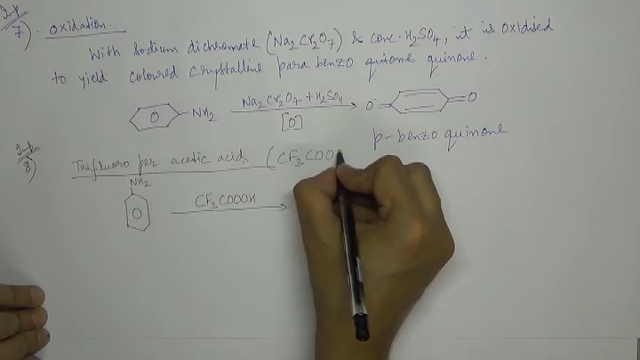 Imp
7). Oxidation.
With Sodium dichromate (Na2Cr2O7) & conc. H2SO4, it is oxidised
to yield coloured crystalline para benzo quinone.
NH2 Na2Cr2O7 + H2SO4 O O
[O]
p-benzo quinone
8) Trifluoro per acetic acid (CF3COO
NH2
CF3COOOH